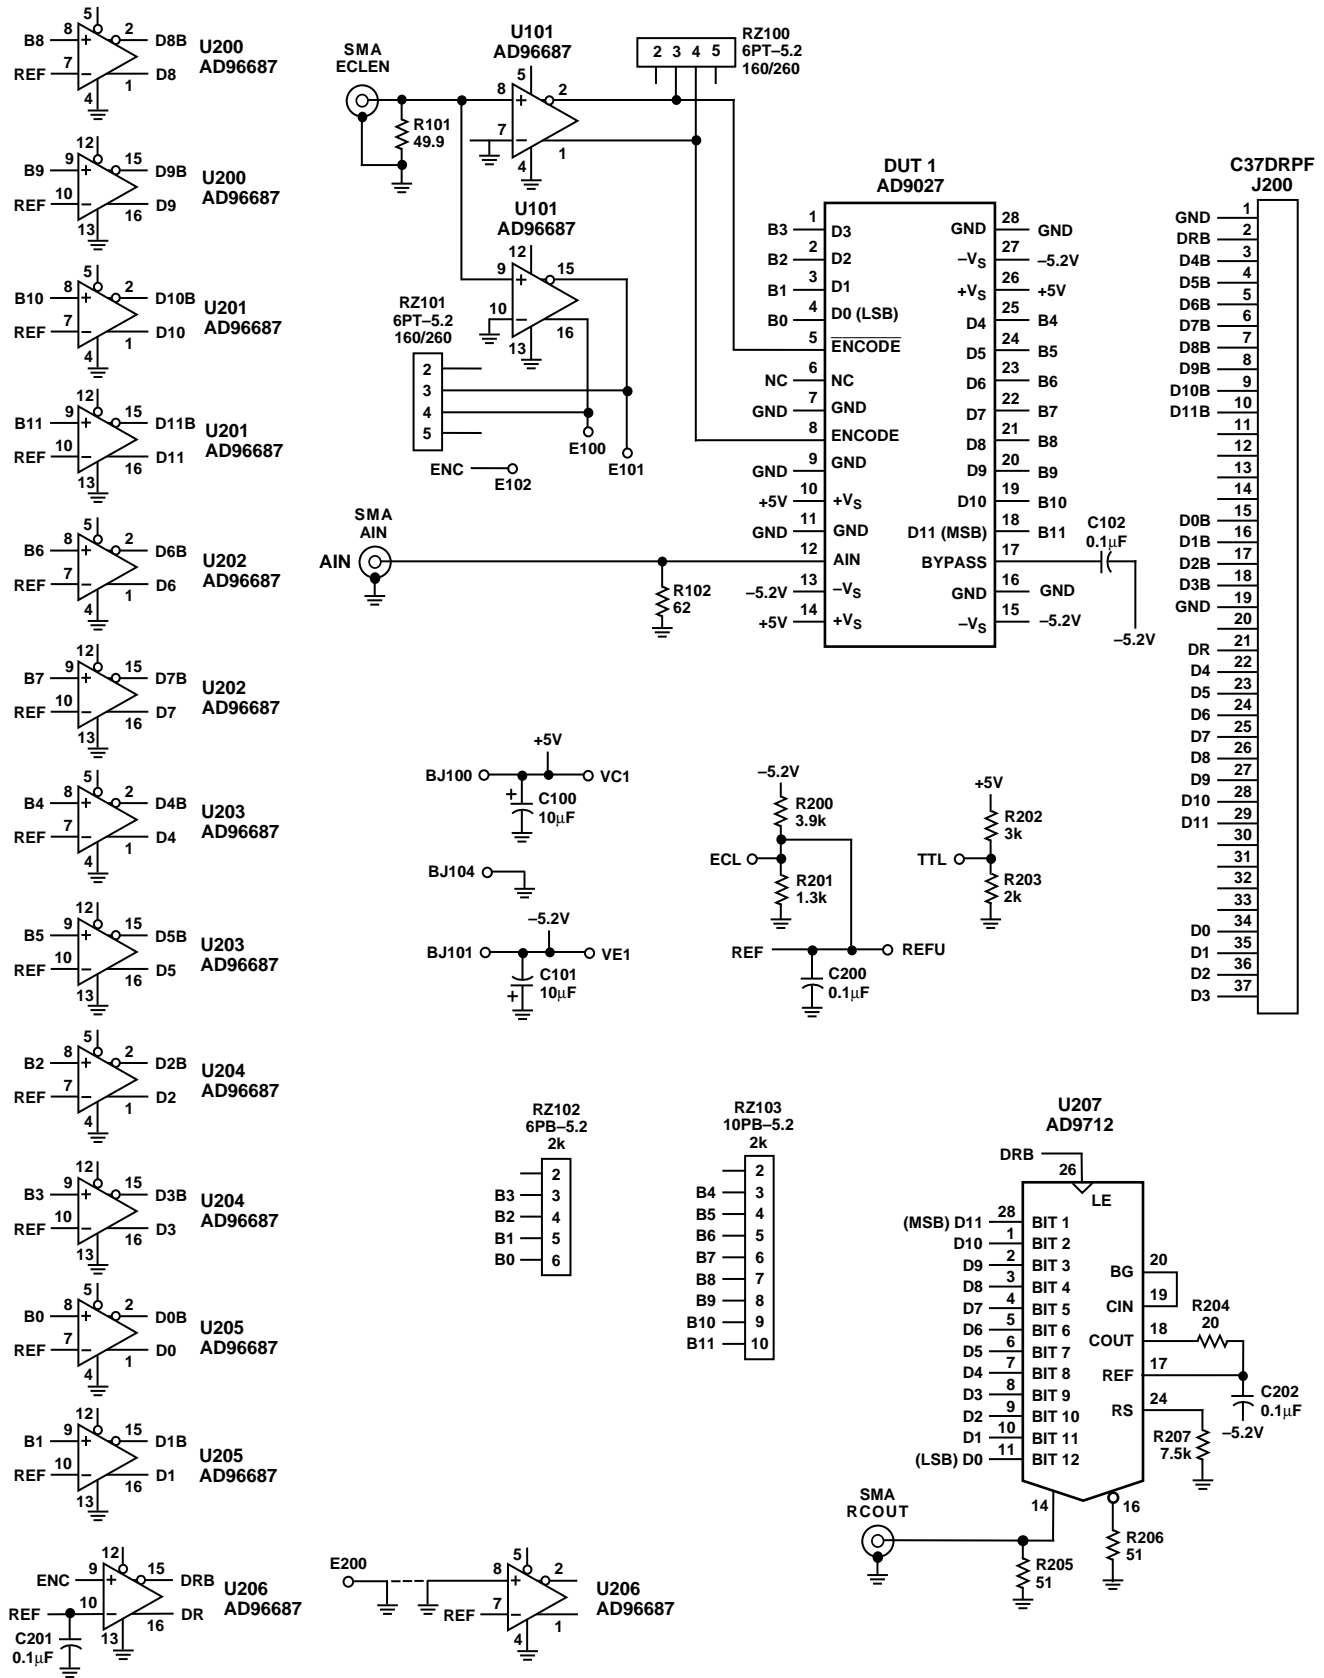 5
8
B8
+
2
D8B
U200
AD96687
7
REF
–
D8
1
4
12
9
B9
+
15
D9B
U200
AD96687
10
REF
–
D9
16
13
5
8
B10
+
2
D10B
U201
AD96687
7
REF
–
D10
1
4
12
9
B11
+
15
D11B
U201
AD96687
10
REF
–
D11
16
13
5
8
B6
+
2
D6B
U202
AD96687
7
REF
–
D6
1
4
12
9
B7
+
15
D7B
U202
AD96687
10
REF
–
D7
16
13
5
8
B4
+
2
D4B
U203
AD96687
7
REF
–
D4
1
4
12
9
B5
+
15
D5B
U203
AD96687
10
REF
–
D5
16
13
5
8
B2
+
2
D2B
U204
AD96687
7
REF
–
D2
1
4
12
9
B3
+
15
D3B
U204
AD96687
10
REF
–
D3
16
13
5
8
B0
+
2
D0B
U205
AD96687
7
REF
–
D0
1
4
12
9
B1
+
15
D1B
U205
AD96687
10
REF
–
D1
16
13
12
9
ENC
+
15
DRB
U206
AD96687
10
REF
–
DR
16
13
C201
0.1µF
E200
5
8
+
2
U206
AD96687
7
REF
–
1
4
SMA
ECLEN
R101
49.9
U101
AD96687
5
8
+
2
7
–
1
4
U101
AD96687
12
9
+
15
10
–
16
13
RZ100
6PT–5.2
160/260
2 3 4 5
RZ101
6PT–5.2
160/260
2
3
4
5
E100
E101
ENC
E102
SMA
AIN
AIN
R102
62
DUT 1
AD9027
B3 1 D3
B2 2 D2
B1 3 D1
B0 4 D0 (LSB)
5 ENCODE
NC 6 NC
GND 7 GND
8 ENCODE
GND 9 GND
+5V 10 +VS
GND 11 GND
12 AIN
–5.2V 13 –VS
+5V 14 +VS
GND 28 GND
–VS 27 –5.2V
+VS 26 +5V
D4 25 B4
D5 24 B5
D6 23 B6
D7 22 B7
D8 21 B8
D9 20 B9
D10 19 B10
D11 (MSB) 18 B11
BYPASS 17
GND 16 GND
–VS 15 –5.2V
C102
0.1µF
–5.2V
C37DRPF
J200
GND 1
DRB 2
D4B 3
D5B 4
D6B 5
D7B 6
D8B 7
D9B 8
D10B 9
D11B 10
11
12
13
14
D0B 15
D1B 16
D2B 17
D3B 18
GND 19
20
DR 21
D4 22
D5 23
D6 24
D7 25
D8 26
D9 27
D10 28
D11 29
30
31
32
33
D0 34
D1 35
D2 36
D3 37
+5V
BJ100
VC1
+
C100
10µF
BJ104
–5.2V
BJ101
VE1
+
C101
10µF
–5.2V
R200
3.9k
ECL
R201
1.3k
REF
REFU
C200
0.1µF
+5V
R202
3k
TTL
R203
2k
RZ102
6PB–5.2
2k
2
B3 3
B2 4
B1 5
B0 6
RZ103
10PB–5.2
2k
2
B4 3
B5 4
B6 5
B7 6
B8 7
B9 8
B10 9
B11 10
U207
AD9712
DRB
26
LE
(MSB) D11 28 BIT 1
D10 1 BIT 2
D9 2 BIT 3
D8 3 BIT 4
D7 4 BIT 5
D6 5 BIT 6
D5 6 BIT 7
D4 7 BIT 8
D3 8 BIT 9
D2 9 BIT 10
D1 10 BIT 11
(LSB) D0 11 BIT 12
BG 20
CIN 19
COUT 18
REF 17
RS 24
R204
20
C202
0.1µF
–5.2V
R207
7.5k
14
16
SMA
RCOUT
R205
51
R206
51